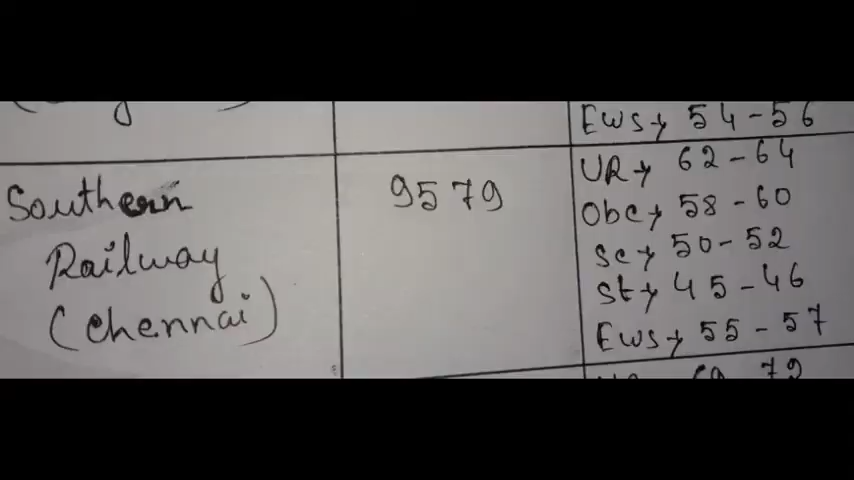 Ews → 54-56
Southern
Railway
(chennai)
9579
UR → 62-64
Obc → 58-60
Sc → 50-52
St → 45-46
Ews → 55-57